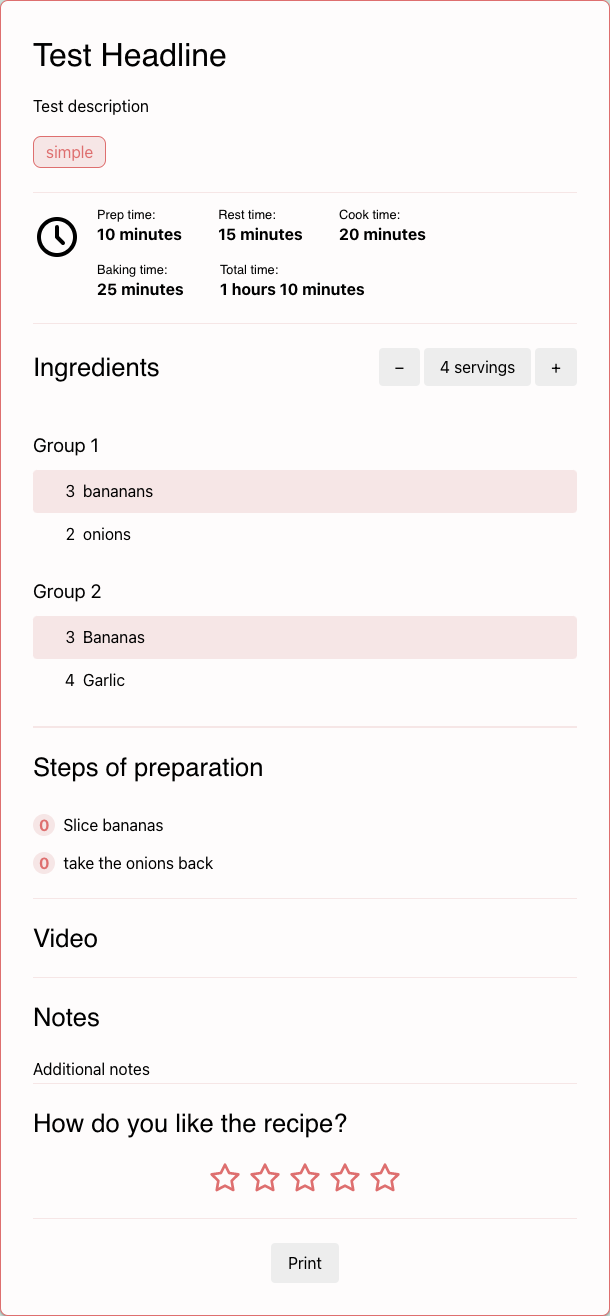 Test Headline
Test description
simple
Prep time: Rest time: Cook time:
10 minutes 15 minutes 20 minutes
Baking time: Total time:
25 minutes 1 hours 10 minutes
Ingredients – 4 servings +
Group 1
3 bananans
2 onions
Group 2
3 Bananas
4 Garlic
Steps of preparation
0 Slice bananas
0 take the onions back
Video
Notes
Additional notes
How do you like the recipe?
Print